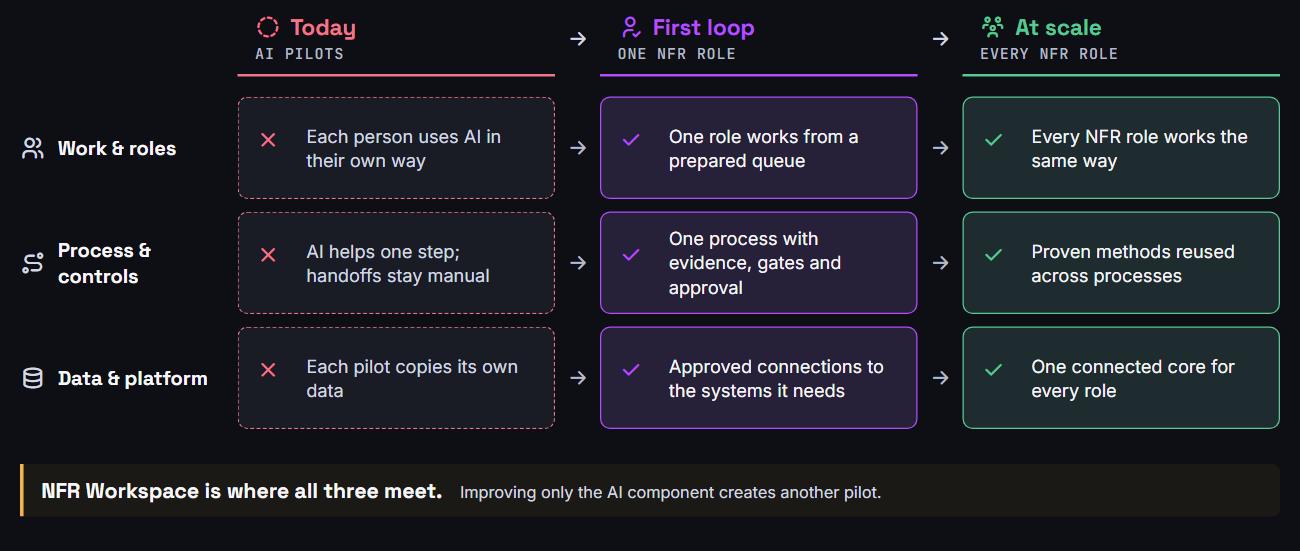 Today
AI PILOTS
→
First loop
ONE NFR ROLE
→
At scale
EVERY NFR ROLE
Work & roles
Each person uses AI in
their own way
→
One role works from a
prepared queue
→
Every NFR role works the
same way
Process &
controls
AI helps one step;
handoffs stay manual
→
One process with
evidence, gates and
approval
→
Proven methods reused
across processes
Data & platform
Each pilot copies its own
data
→
Approved connections to
the systems it needs
→
One connected core for
every role
NFR Workspace is where all three meet. Improving only the AI component creates another pilot.